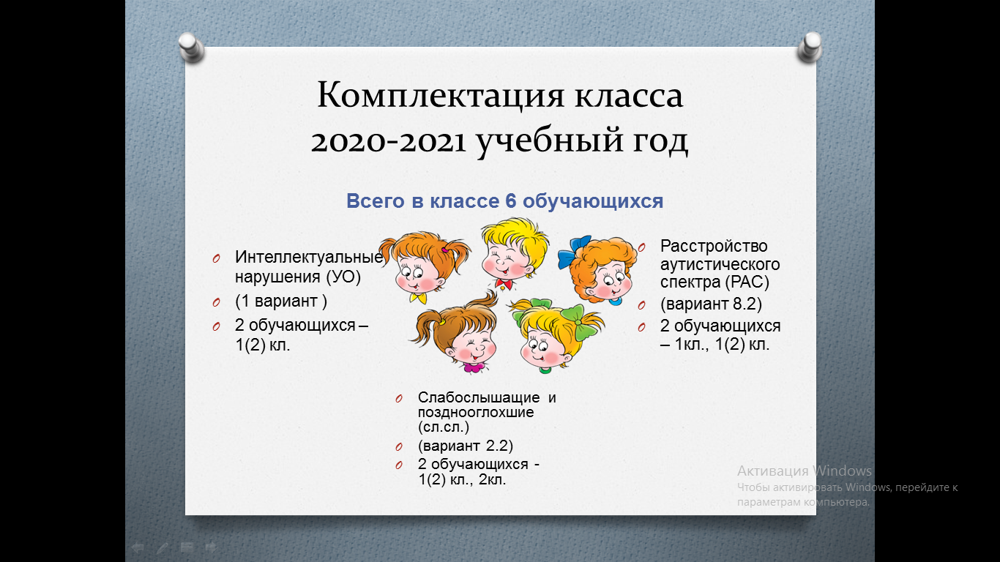 Комплектация класса
2020-2021 учебный год
Всего в классе 6 обучающихся
Интеллектуальные
нарушения (УО)
(1 вариант )
2 обучающихся –
1(2) кл.
Расстройство
аутистического
спектра (РАС)
(вариант 8.2)
2 обучающихся
– 1кл., 1(2) кл.
Слабослышащие и
позднооглохшие
(сл.сл.)
(вариант 2.2)
2 обучающихся -
1(2) кл., 2кл.
Активация Windows
Чтобы активировать Windows, перейдите к
параметрам компьютера.